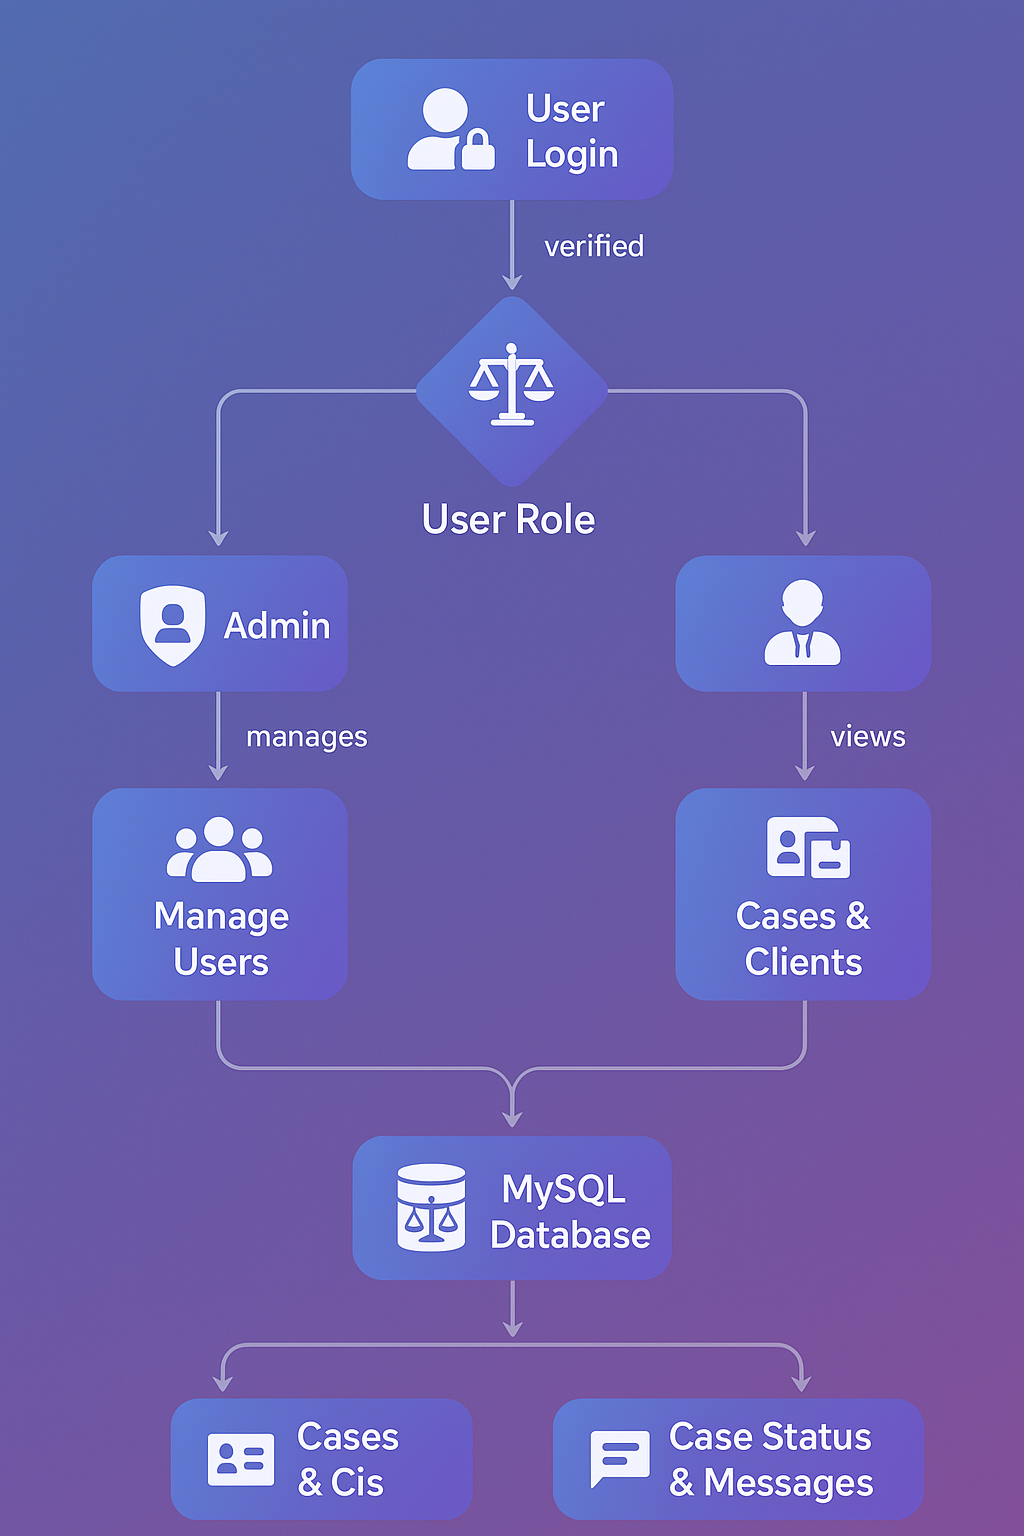 User
Login
verified
User Role
Admin
manages
views
Manage
Users
Cases &
Clients
MySQL
Database
Cases
& Cis
Case Status
& Messages